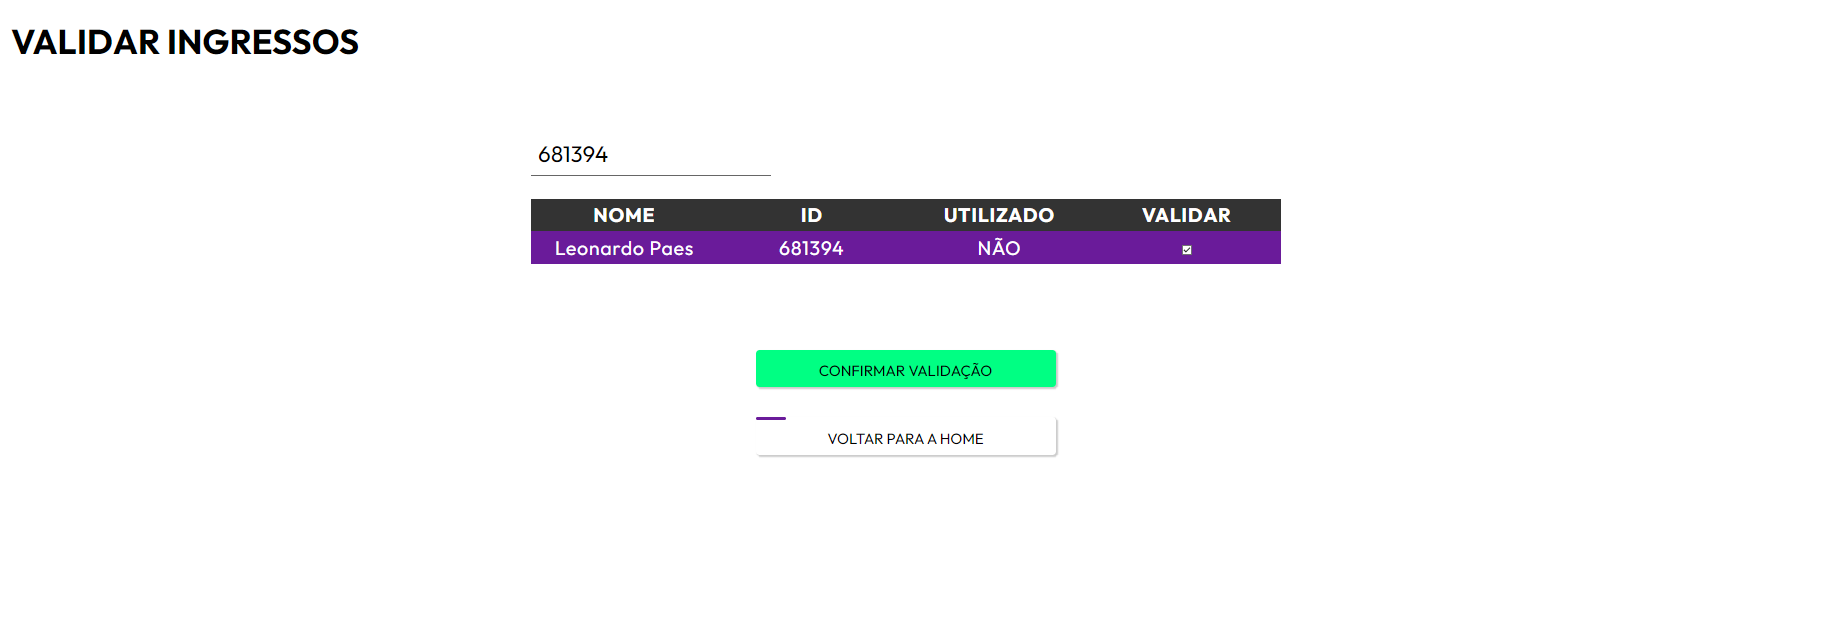 VALIDAR INGRESSOS
681394
NOME ID UTILIZADO VALIDAR
Leonardo Paes 681394 NÃO
CONFIRMAR VALIDAÇÃO
VOLTAR PARA A HOME